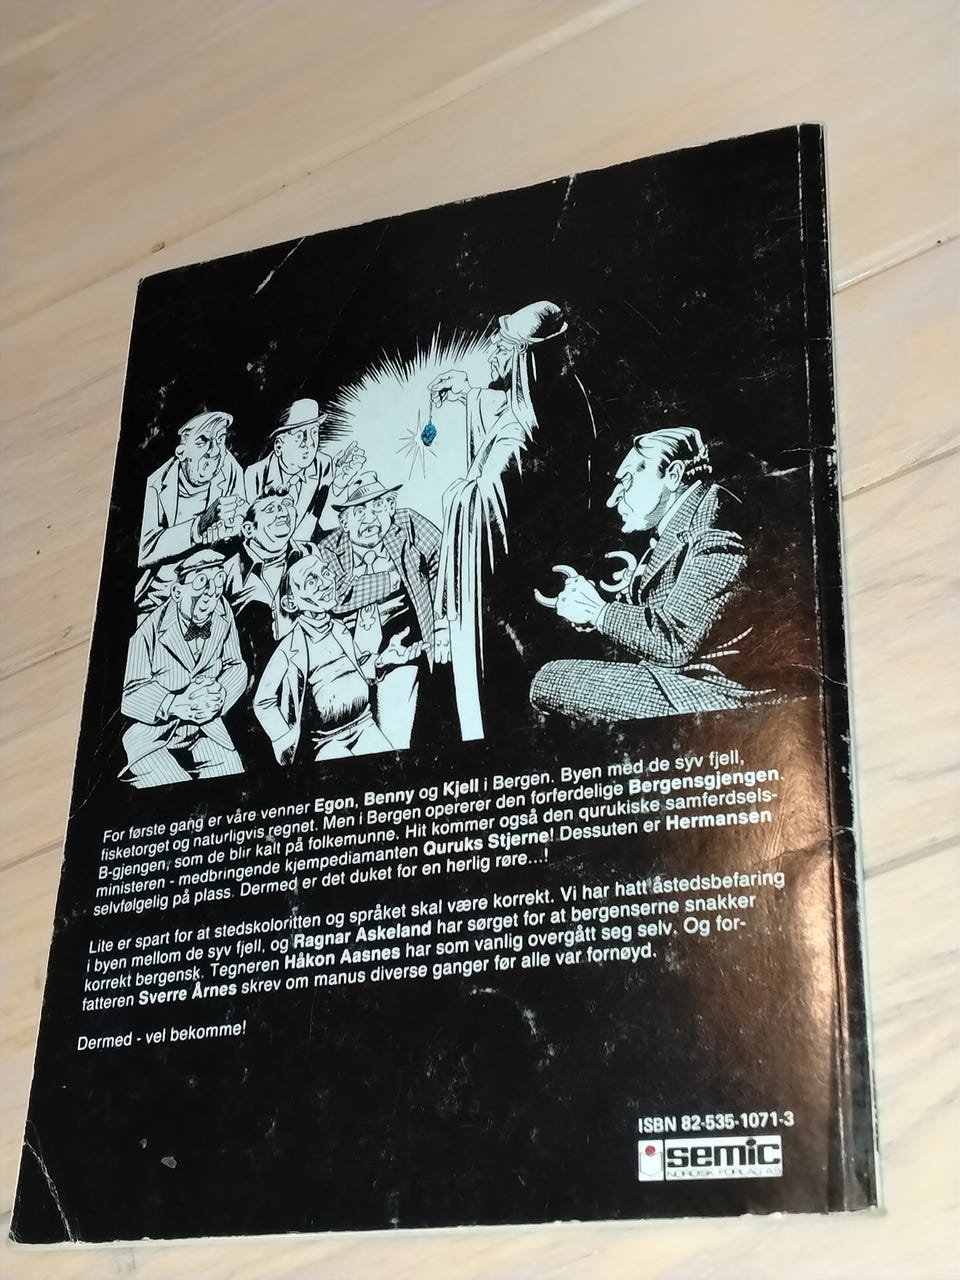 For første gang er våre venner Egon, Benny og Kjell i Bergen. Byen med de syv fjell,
fisketorget og naturligvis regnet. Men i Bergen opererer den forferdelige Bergensgjengen.
B-gjengen, som de blir kalt på folkemunne. Hit kommer også den qurukiske samferdsels-
ministeren - medbringende kjempediamanten Quruks Stjerne! Dessuten er Hermansen
selvfølgelig på plass. Dermed er det duket for en herlig røre...!
Lite er spart for at stedskoloritten og språket skal være korrekt. Vi har hatt åstedsbefaring
i byen mellom de syv fjell, og Ragnar Askeland har sørget for at bergenserne snakker
korrekt bergensk. Tegneren Håkon Aasnes har som vanlig overgått seg selv. Og for-
fatteren Sverre Årnes skrev om manus diverse ganger før alle var fornøyd.
Dermed - vel bekomme!
ISBN 82-535-1071-3
semic
NORDISK FORLAG AS